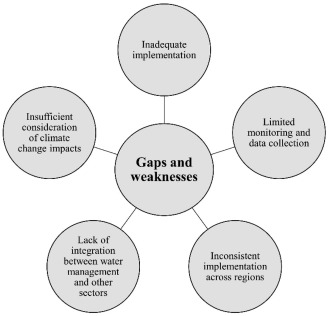 Inadequate
implementation
Insufficient
consideration
of climate
change impacts
Limited
monitoring and
data collection
Gaps and
weaknesses
Lack of
integration
between water
management
and other
sectors
Inconsistent
implementation
across regions